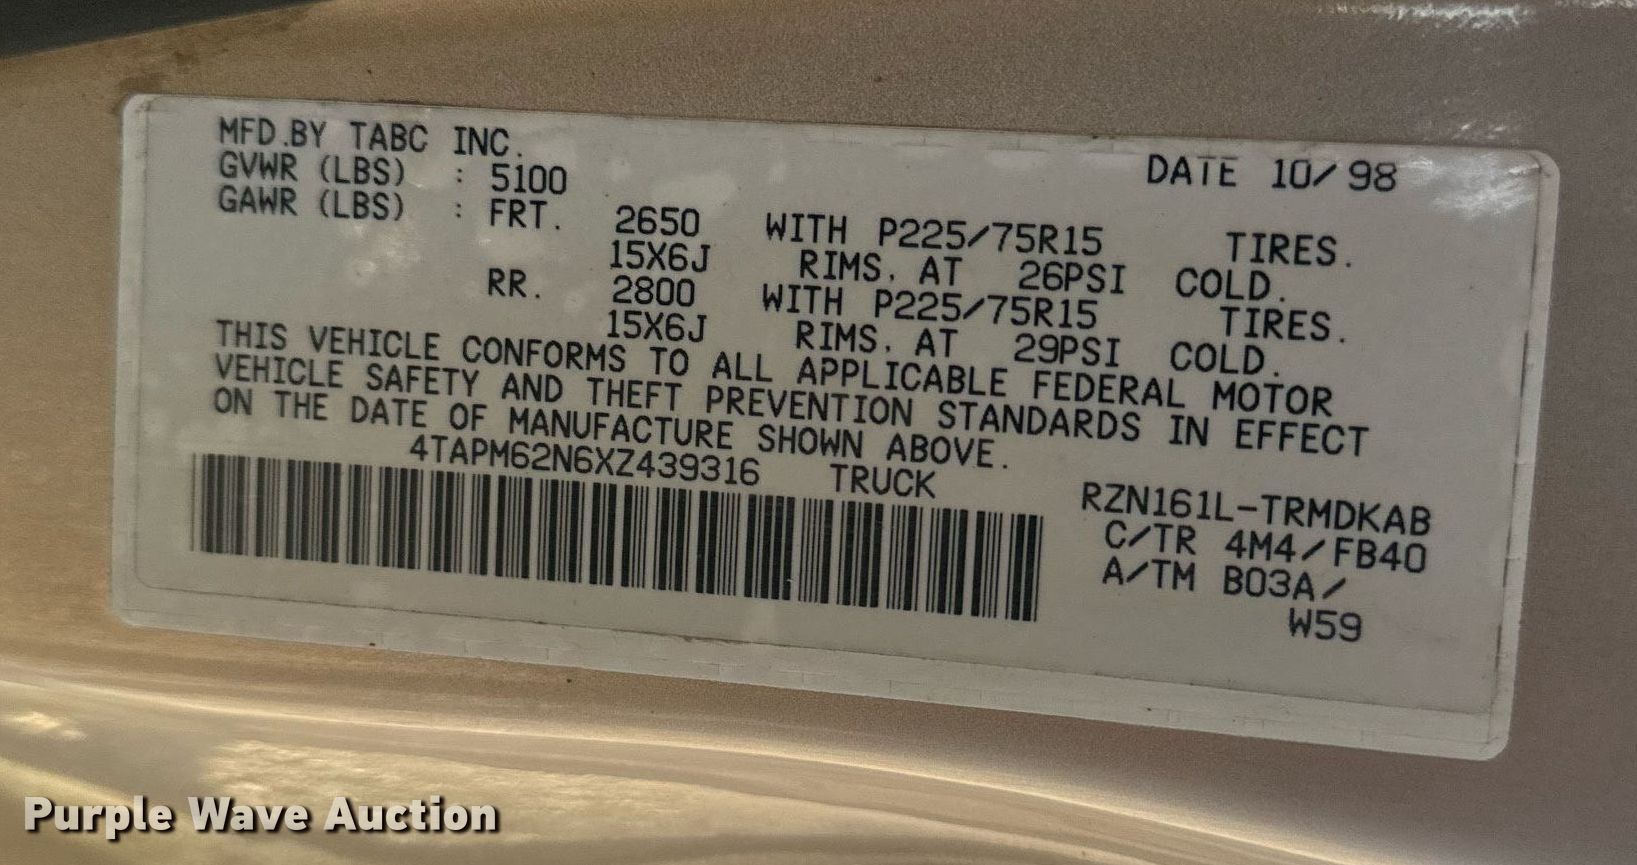 MFD.BY TABC INC.
DATE 10/98
GVWR (LBS) : 5100
GAWR (LBS) : FRT. 2650 WITH P225/75R15 TIRES.
15X6J RIMS. AT 26PSI COLD.
RR. 2800 WITH P225/75R15 TIRES.
15X6J RIMS. AT 29PSI COLD.
THIS VEHICLE CONFORMS TO ALL APPLICABLE FEDERAL MOTOR
VEHICLE SAFETY AND THEFT PREVENTION STANDARDS IN EFFECT
ON THE DATE OF MANUFACTURE SHOWN ABOVE.
4TAPM62N6XZ439316 TRUCK
RZN161L-TRMDKAB
C/TR 4M4/FB40
A/TM B03A/
W59
Purple Wave Auction